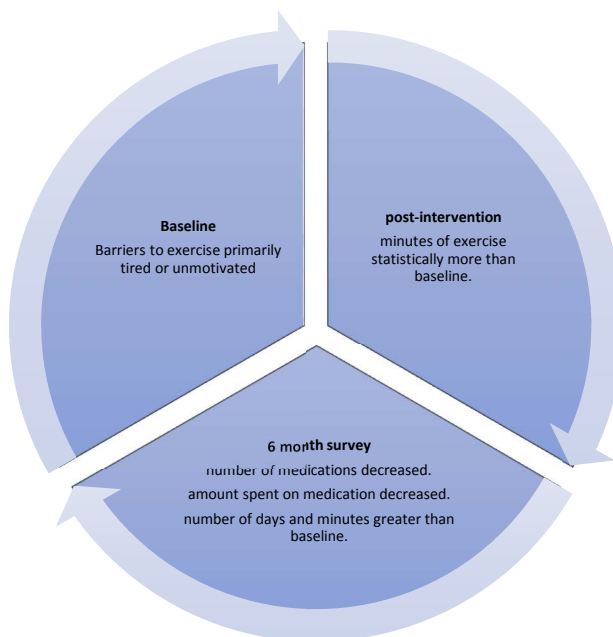 Baseline
Barriers to exercise primarily
tired or unmotivated
post-intervention
minutes of exercise
statistically more than
baseline.
6 month survey
number of medications decreased.
amount spent on medication decreased.
number of days and minutes greater than
baseline.